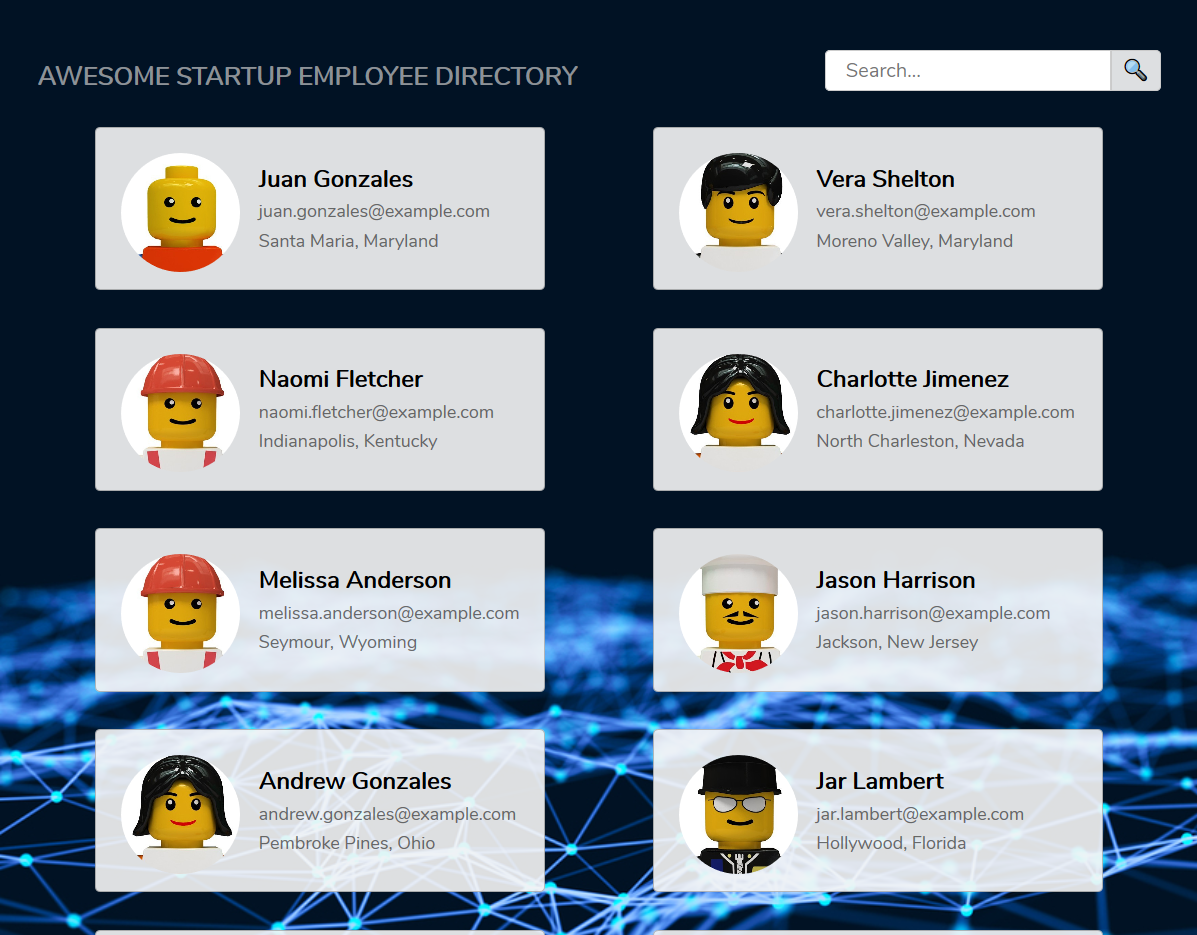 AWESOME STARTUP EMPLOYEE DIRECTORY
Search...
Juan Gonzales
juan.gonzales@example.com
Santa Maria, Maryland
Vera Shelton
vera.shelton@example.com
Moreno Valley, Maryland
Naomi Fletcher
naomi.fletcher@example.com
Indianapolis, Kentucky
Charlotte Jimenez
charlotte.jimenez@example.com
North Charleston, Nevada
Melissa Anderson
melissa.anderson@example.com
Seymour, Wyoming
Jason Harrison
jason.harrison@example.com
Jackson, New Jersey
Andrew Gonzales
andrew.gonzales@example.com
Pembroke Pines, Ohio
Jar Lambert
jar.lambert@example.com
Hollywood, Florida